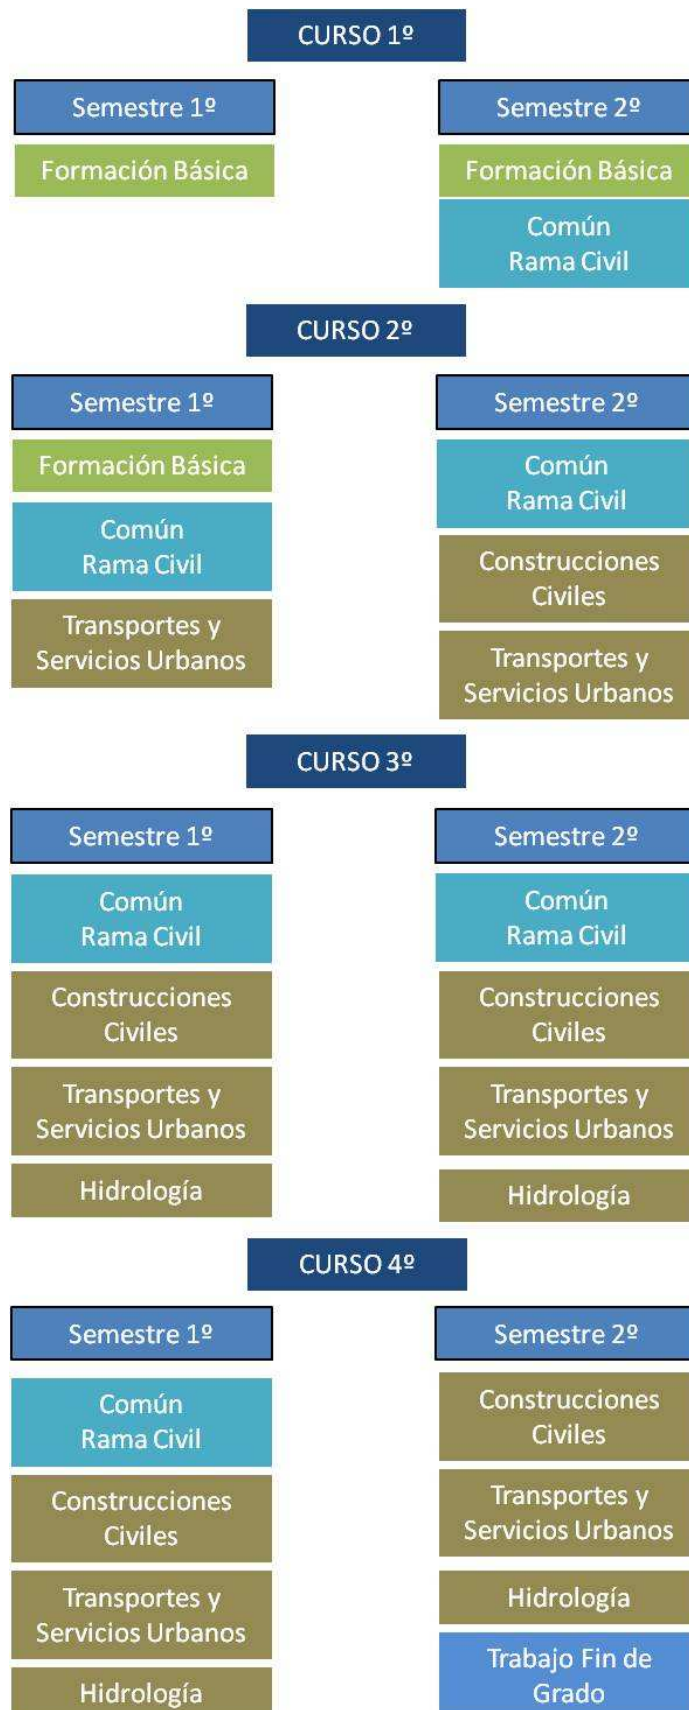 CURSO 1º
Semestre 1º
Formación Básica
Semestre 2º
Formación Básica
Común
Rama Civil
CURSO 2º
Semestre 1º
Formación Básica
Común
Rama Civil
Transportes y
Servicios Urbanos
Semestre 2º
Común
Rama Civil
Construcciones
Civiles
Transportes y
Servicios Urbanos
CURSO 3º
Semestre 1º
Común
Rama Civil
Construcciones
Civiles
Transportes y
Servicios Urbanos
Hidrología
Semestre 2º
Común
Rama Civil
Construcciones
Civiles
Transportes y
Servicios Urbanos
Hidrología
CURSO 4º
Semestre 1º
Común
Rama Civil
Construcciones
Civiles
Transportes y
Servicios Urbanos
Hidrología
Semestre 2º
Construcciones
Civiles
Transportes y
Servicios Urbanos
Hidrología
Trabajo Fin de
Grado